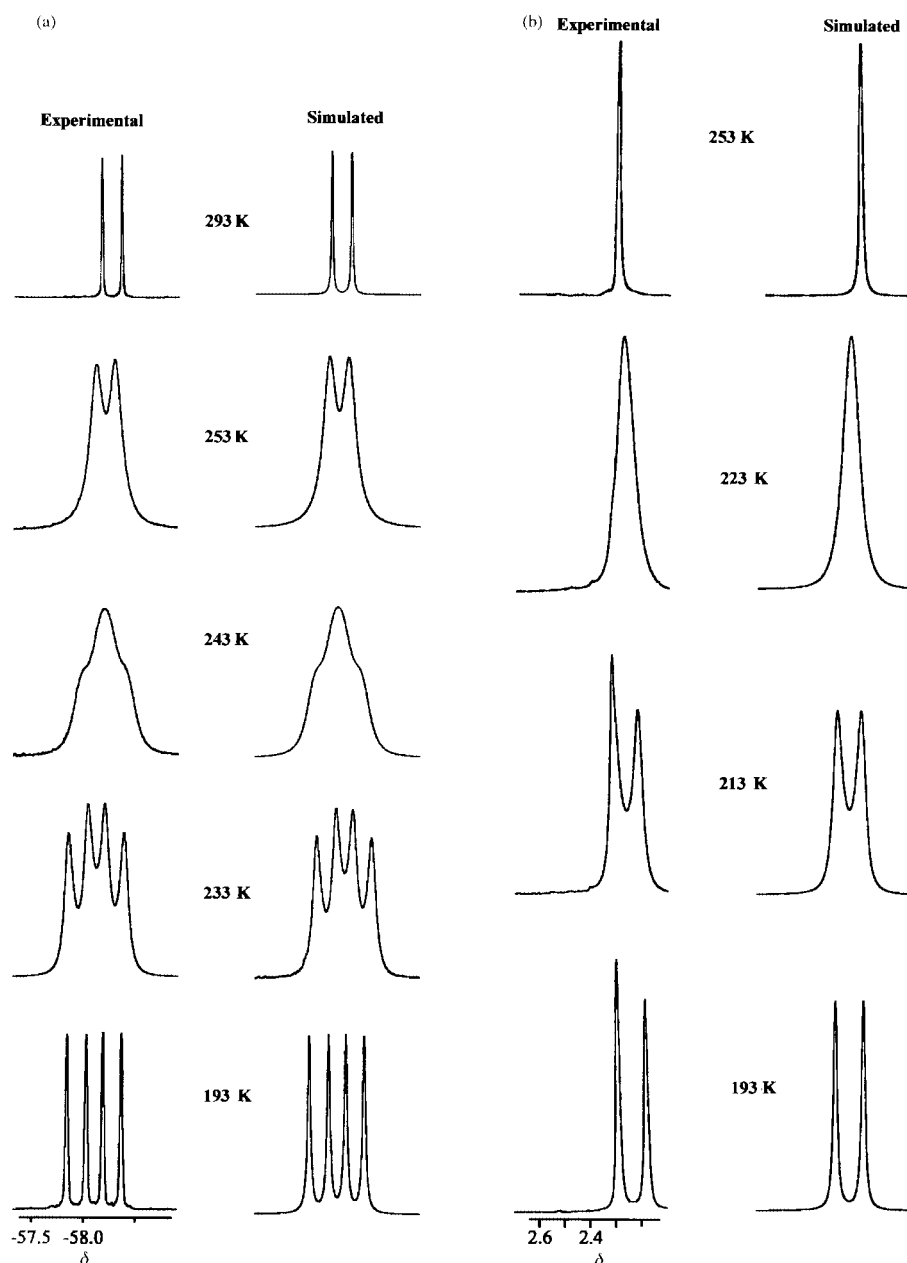 (a)
Experimental
Simulated
293 K
253 K
243 K
233 K
193 K
-57.5 -58.0
δ
(b)
Experimental
Simulated
253 K
223 K
213 K
193 K
2.6 2.4
δ